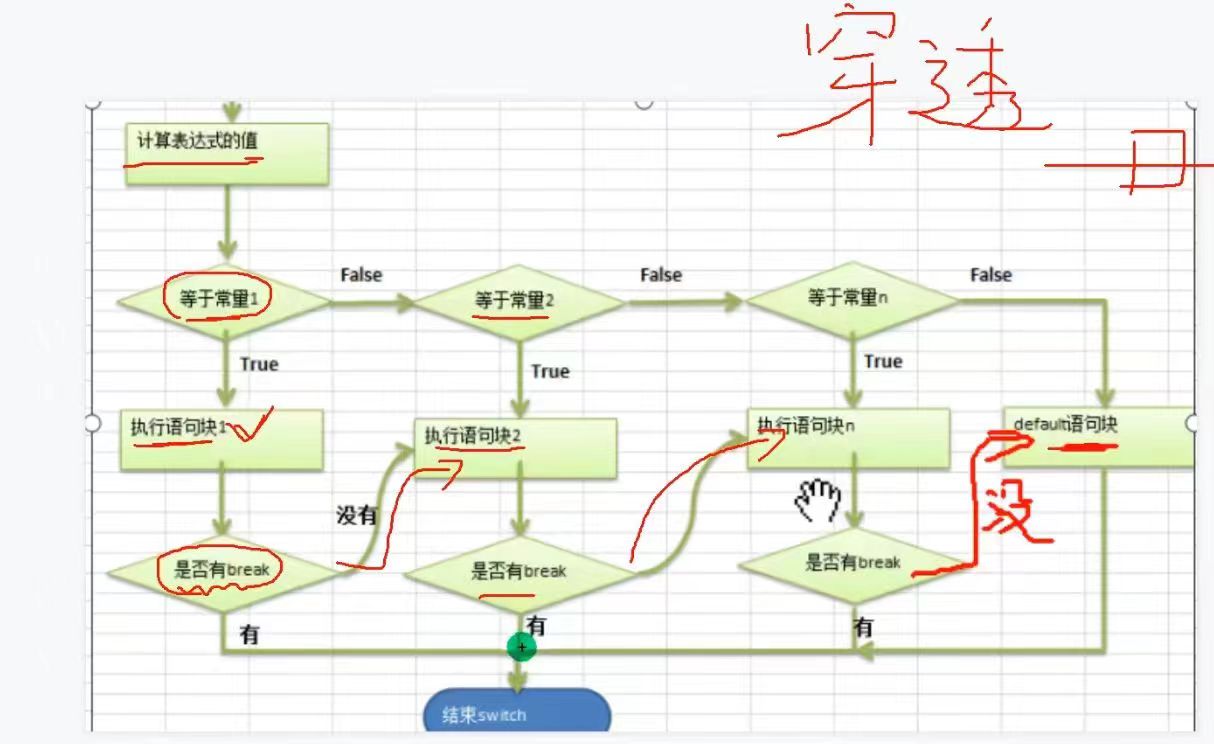 穿透
计算表达式的值
False
False
False
等于常量1
等于常量2
等于常量n
True
True
True
执行语句块1
执行语句块2
执行语句块n
default语句块
没有
没
是否有break
是否有break
是否有break
有
有
有
结束switch